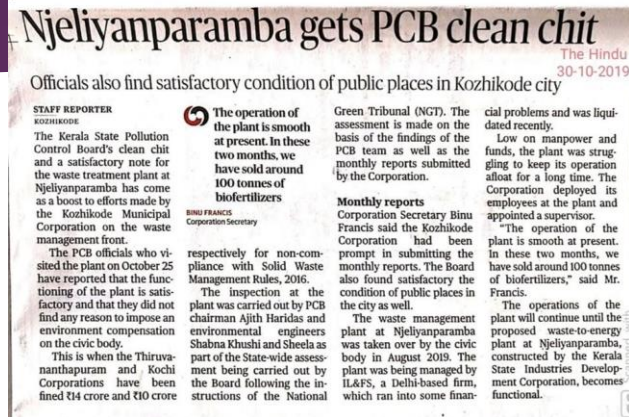 Njeliyanparamba gets PCB clean chit
The Hindu
30-10-2019
Officials also find satisfactory condition of public places in Kozhikode city
STAFF REPORTER
KOZHIKODE
The Kerala State Pollution
Control Board's clean chit
and a satisfactory note for
the waste treatment plant at
Njeliyanparamba has come
as a boost to efforts made by
the Kozhikode Municipal
Corporation on the waste
management front.
The PCB officials who vi-
sited the plant on October 25
have reported that the func-
tioning of the plant is satis-
factory and that they did not
find any reason to impose an
environment compensation
on the civic body.
This is when the Thiruva-
nanthapuram and Kochi
Corporations have been
fined ₹14 crore and ₹10 crore
The operation of
the plant is smooth
at present. In these
two months, we
have sold around
100 tonnes of
biofertilizers
BINU FRANCIS
Corporation Secretary
respectively for non-com-
pliance with Solid Waste
Management Rules, 2016.
The inspection at the
plant was carried out by PCB
chairman Ajith Haridas and
environmental engineers
Shabna Khushi and Sheela as
part of the State-wide assess-
ment being carried out by
the Board following the in-
structions of the National
Green Tribunal (NGT). The
assessment is made on the
basis of the findings of the
PCB team as well as the
monthly reports submitted
by the Corporation.
Monthly reports
Corporation Secretary Binu
Francis said the Kozhikode
Corporation had been
prompt in submitting the
monthly reports. The Board
also found satisfactory the
condition of public places in
the city as well.
The waste management
plant at Njeliyanparamba
was taken over by the civic
body in August 2019. The
plant was being managed by
IL&FS, a Delhi-based firm,
which ran into some finan-
cial problems and was liqui-
dated recently.
Low on manpower and
funds, the plant was strug-
gling to keep its operation
afloat for a long time. The
Corporation deployed its
employees at the plant and
appointed a supervisor.
"The operation of the
plant is smooth at present.
In these two months, we
have sold around 100 tonnes
of biofertilizers," said Mr.
Francis.
The operations of the
plant will continue until the
proposed waste-to-energy
plant at Njeliyanparamba,
constructed by the Kerala
State Industries Develop-
ment Corporation, becomes
functional.